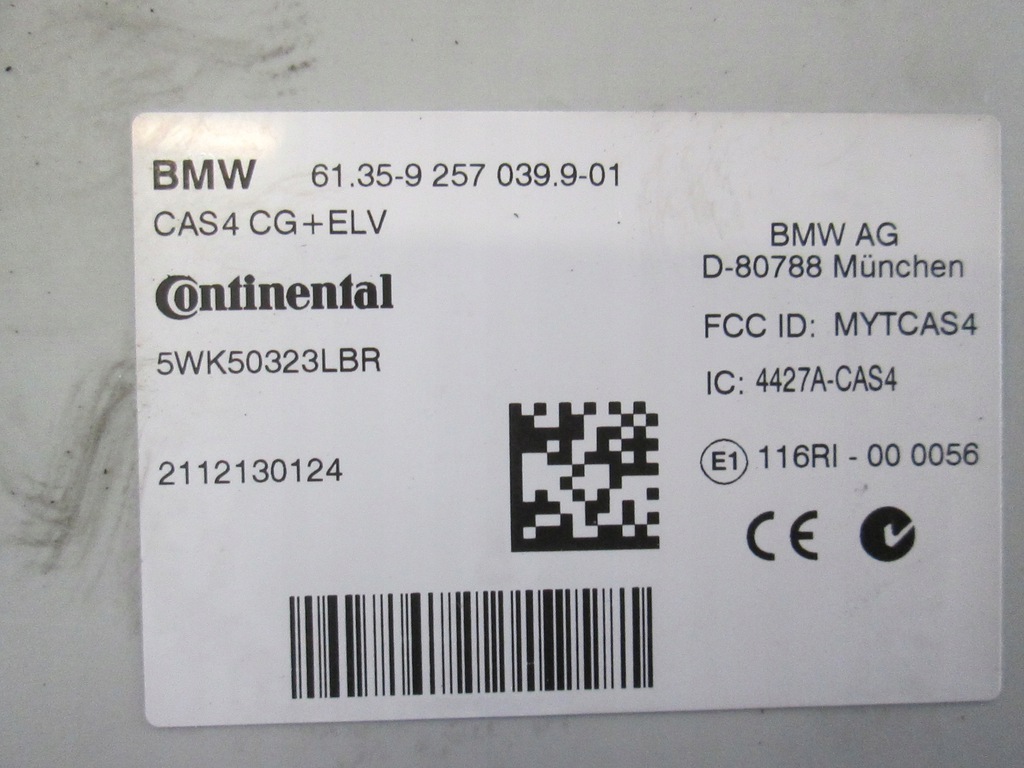 BMW 61.35-9 257 039.9-01
CAS4 CG+ELV
Continental
5WK50323LBR
2112130124
BMW AG
D-80788 München
FCC ID: MYTCAS4
IC: 4427A-CAS4
E1 116RI - 00 0056
CE